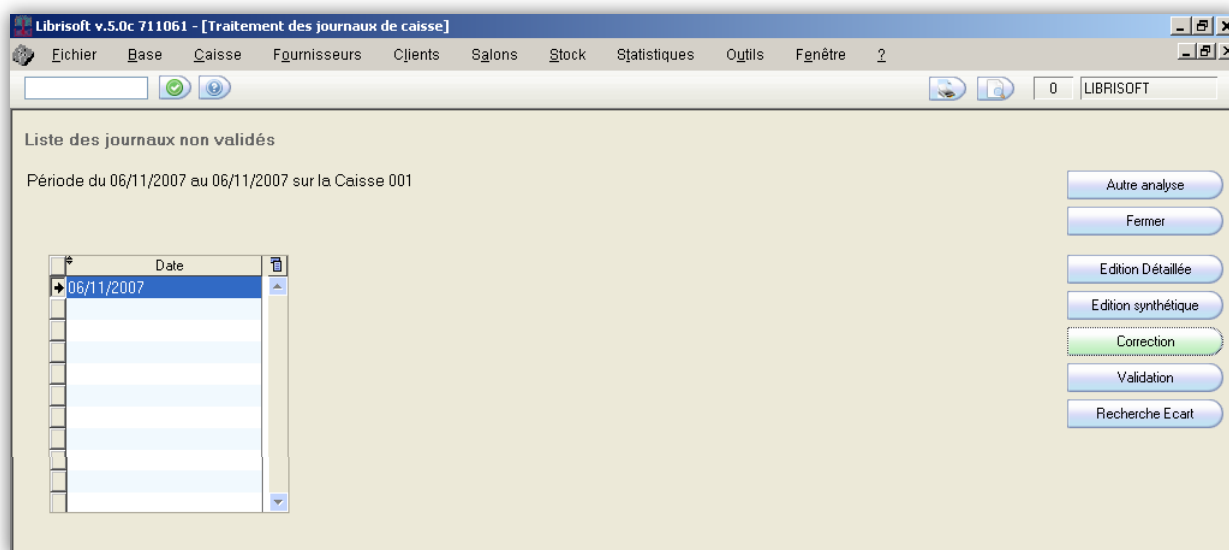 Librisoft v.5.0c 711061 - [Traitement des journaux de caisse]
Fichier Base Caisse Fournisseurs Clients Salons Stock Statistiques Outils Fenêtre ?
0 LIBRISOFT
Liste des journaux non validés
Période du 06/11/2007 au 06/11/2007 sur la Caisse 001
Autre analyse
Fermer
Date
06/11/2007
Edition Détaillée
Edition synthétique
Correction
Validation
Recherche Ecart